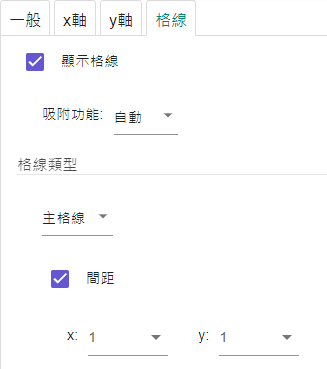 一般 x軸 y軸 格線
顯示格線
吸附功能: 自動
格線類型
主格線
間距
x: 1 y: 1